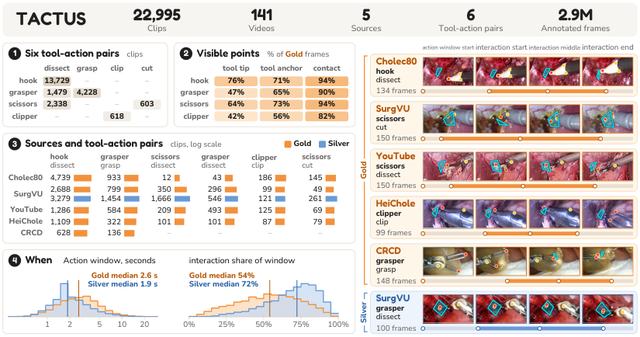 TACTUS
22,995
Clips
141
Videos
5
Sources
6
Tool-action pairs
2.9M
Annotated frames
1 Six tool-action pairs clips
dissect grasp clip cut
hook 13,729 – – –
grasper 1,479 4,228 – –
scissors 2,338 – – 603
clipper – – 618 –
2 Visible points % of Gold frames
tool tip tool anchor contact
hook 76% 71% 94%
grasper 47% 65% 90%
scissors 64% 73% 94%
clipper 42% 56% 82%
3 Sources and tool-action pairs clips, log scale
Gold Silver
hook grasper scissors grasper clipper scissors
dissect grasp dissect dissect clip cut
Cholec80 4,739 933 12 43 186 145
SurgVU 2,688 799 350 296 99 49
3,279 1,454 1,666 546 121 261
YouTube 1,286 584 209 493 125 69
HeiChole 1,109 322 101 101 87 79
CRCD 628 136 – – – –
4 When
Action window, seconds
Gold median 2.6 s
Silver median 1.9 s
1 2 5 10 20
interaction share of window
Gold median 54%
Silver median 72%
0% 25% 50% 75% 100%
action window start interaction start interaction middle interaction end
Gold
Cholec80
hook
dissect
134 frames
SurgVU
scissors
cut
150 frames
YouTube
scissors
dissect
150 frames
HeiChole
clipper
clip
99 frames
CRCD
grasper
grasp
148 frames
Silver
SurgVU
grasper
dissect
100 frames